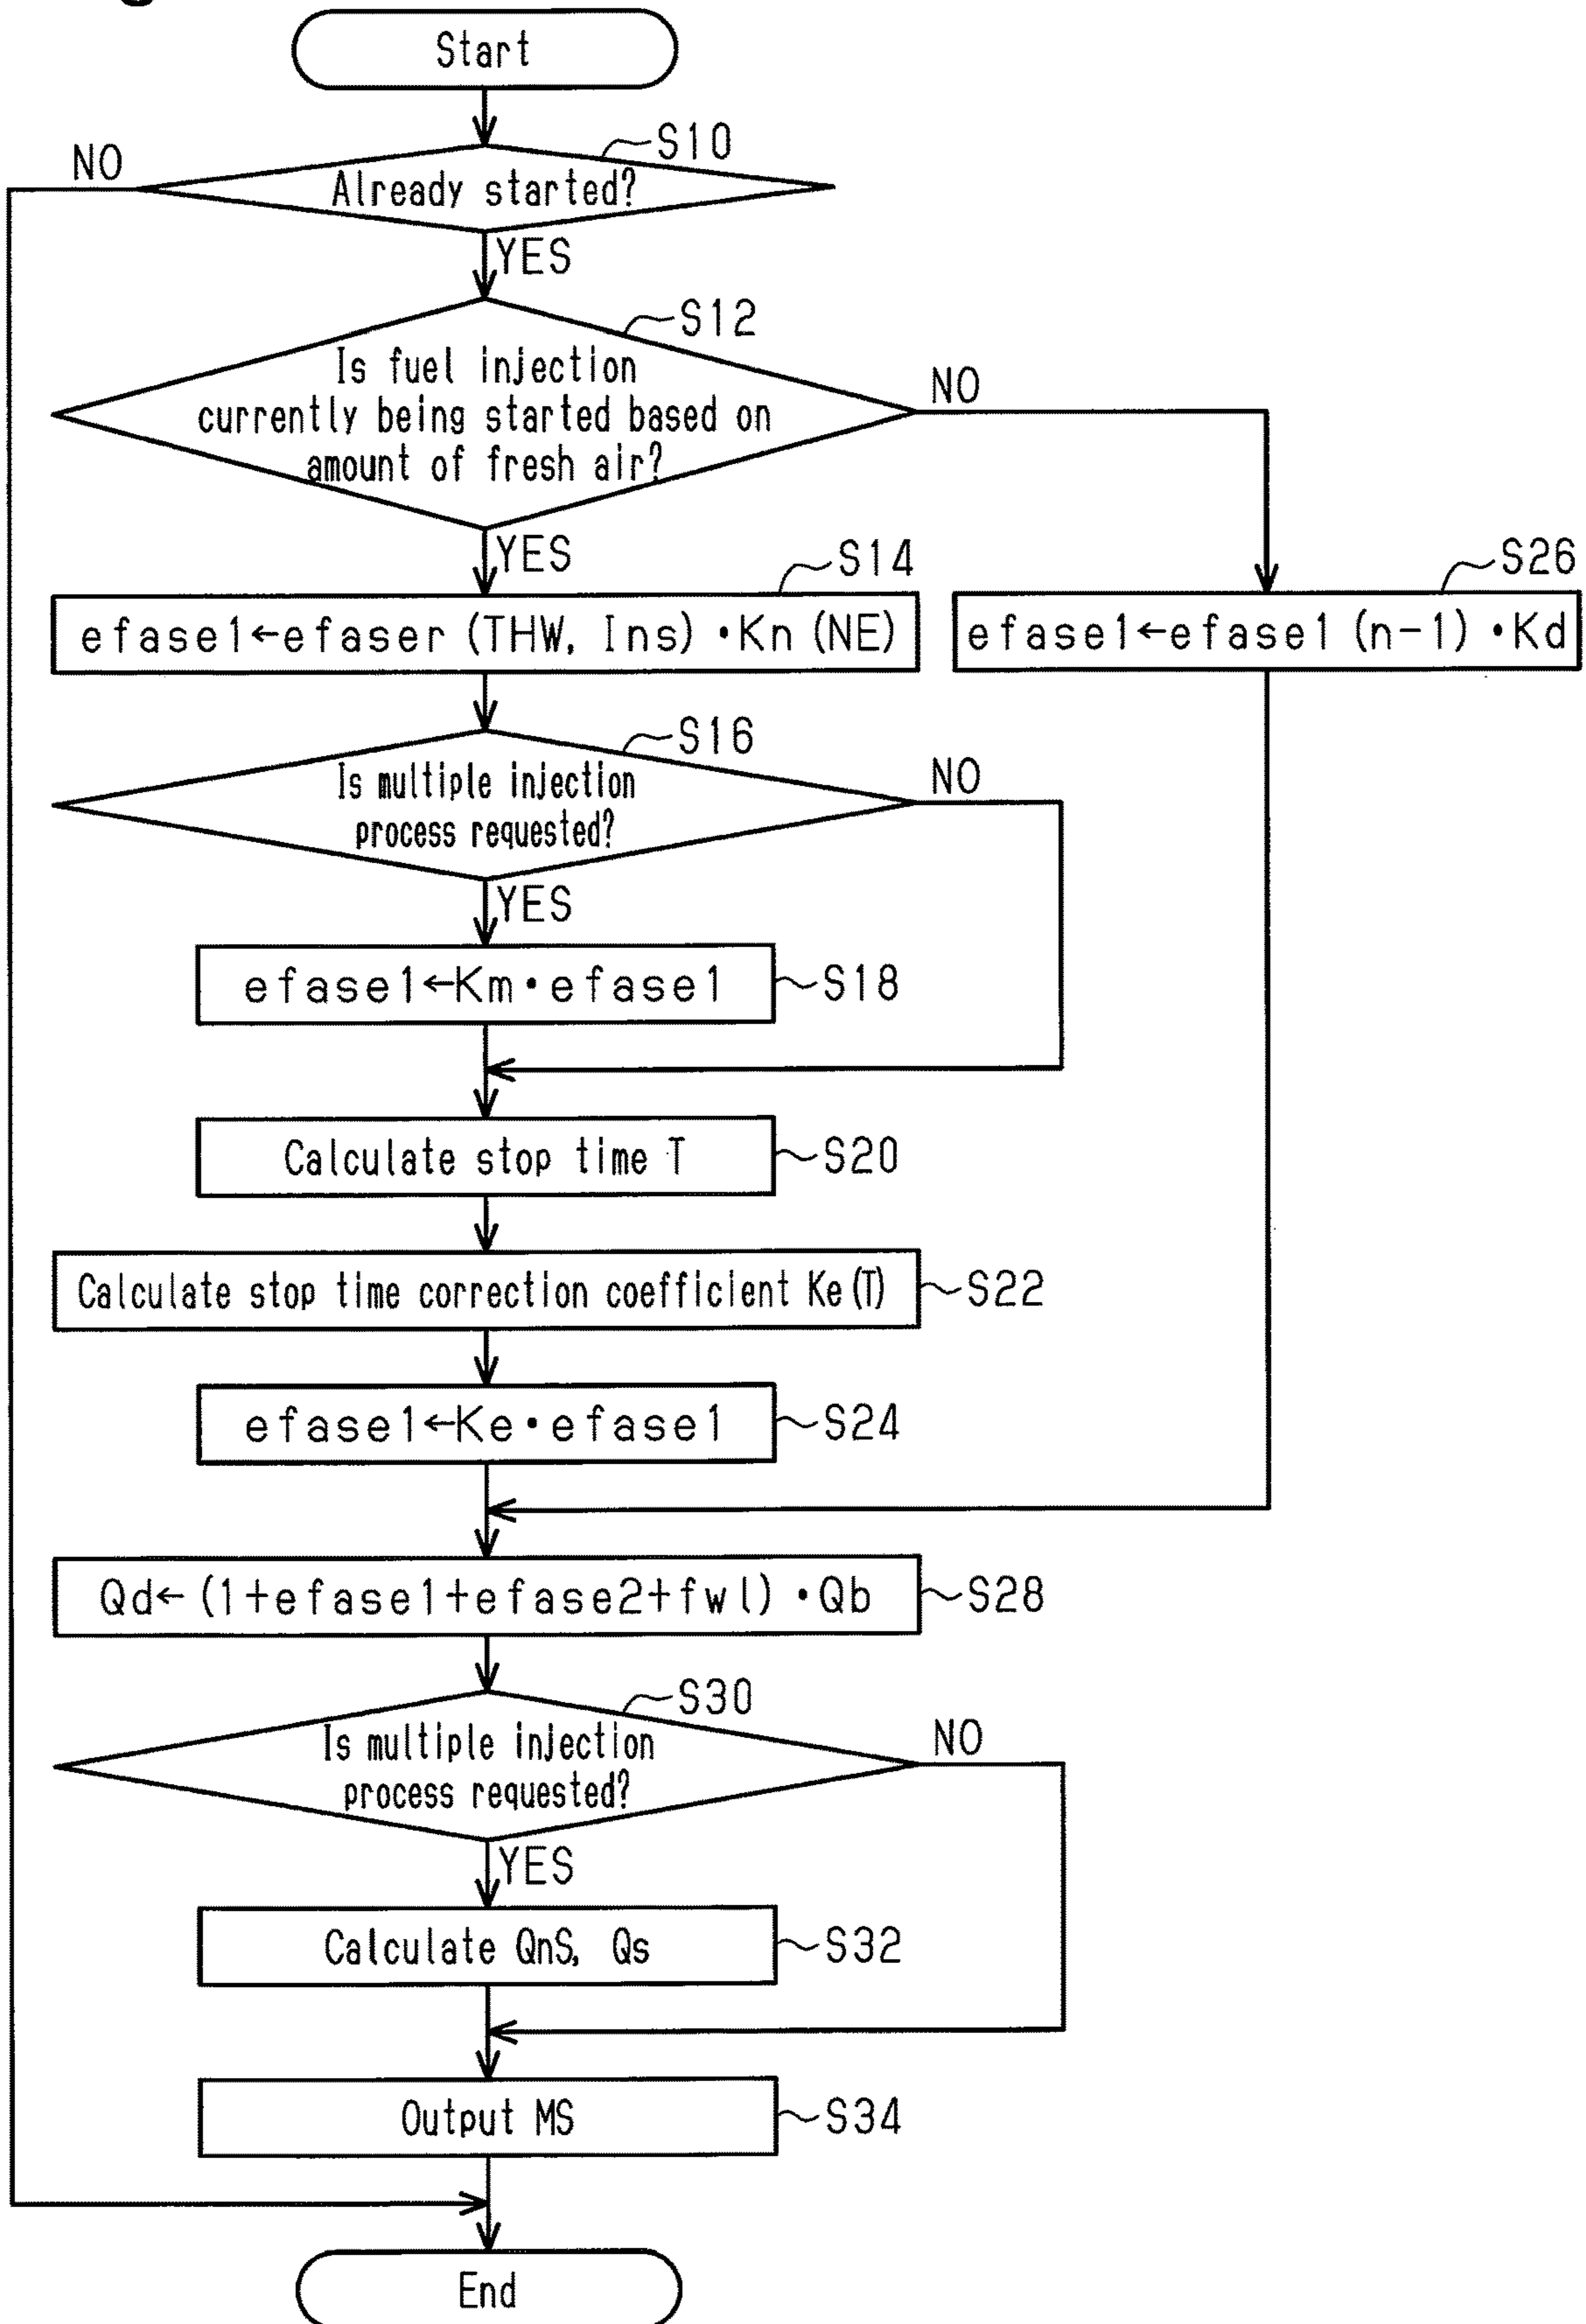 Start
S10
NO
Already started?
YES
S12
Is fuel injection
currently being started based on
amount of fresh air?
NO
YES
S14
efase1←efaser (THW, Ins) •Kn (NE)
S26
efase1←efase1 (n-1) •Kd
S16
Is multiple injection
process requested?
NO
YES
efase1←Km•efase1
S18
Calculate stop time T
S20
Calculate stop time correction coefficient Ke (T)
S22
efase1←Ke•efase1
S24
Qd← (1+efase1+efase2+fwl) •Qb
S28
S30
Is multiple injection
process requested?
NO
YES
Calculate QnS, Qs
S32
Output MS
S34
End